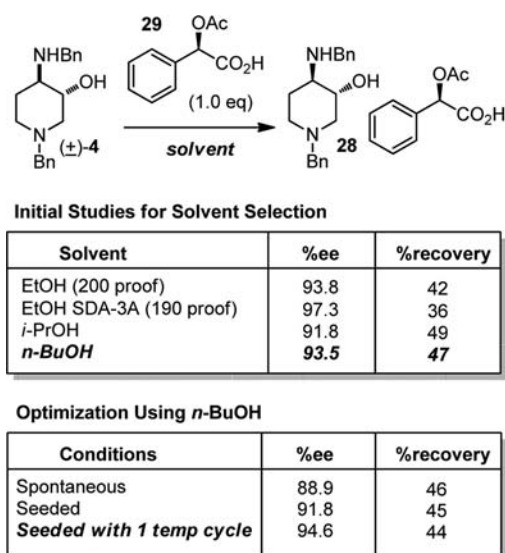 NHBzn
OH
N
Bn
(±)-4
29
OAc
CO2H
(1.0 eq)
solvent
NHBn
OH
N
Bn
28
OAc
CO2H
Initial Studies for Solvent Selection
Solvent %ee %recovery
EtOH (200 proof) 93.8 42
EtOH SDA-3A (190 proof) 97.3 36
i-PrOH 91.8 49
n-BuOH 93.5 47
Optimization Using n-BuOH
Conditions %ee %recovery
Spontaneous 88.9 46
Seeded 91.8 45
Seeded with 1 temp cycle 94.6 44